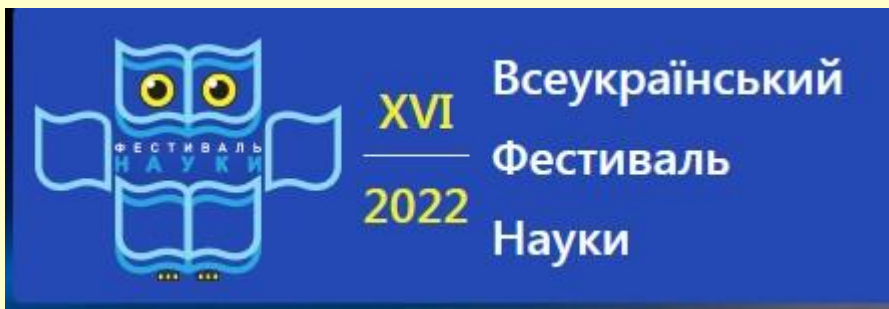 ФЕСТИВАЛЬ
НАУКИ
XVI
2022
Всеукраїнський
Фестиваль
Науки